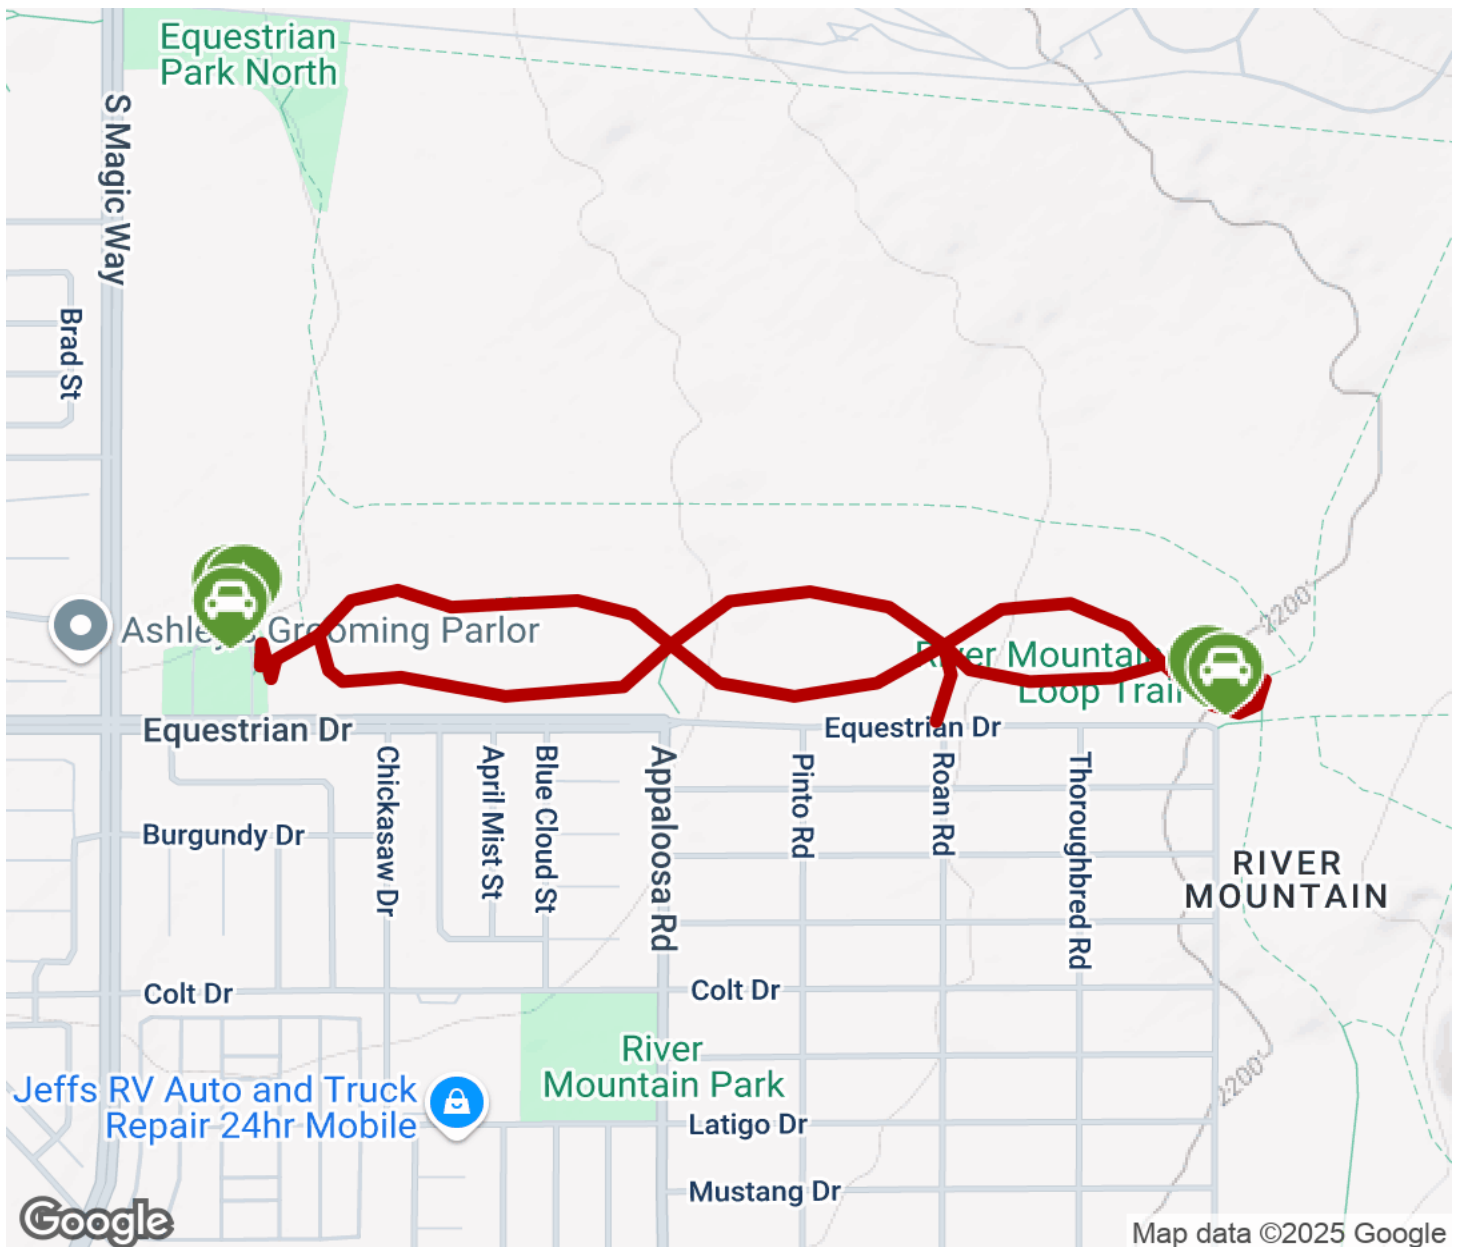 Equestrian
Park North
S Magic Way
Brad St
Ashley's Grooming Parlor
River Mountain
Loop Trail
2200'
Equestrian Dr
Equestrian Dr
Chickasaw Dr
April Mist St
Blue Cloud St
Appaloosa Rd
Pinto Rd
Roan Rd
Thoroughbred Rd
Burgundy Dr
RIVER
MOUNTAIN
Colt Dr
Colt Dr
River
Mountain Park
2200'
Jeffs RV Auto and Truck
Repair 24hr Mobile
Latigo Dr
Mustang Dr
Google
Map data ©2025 Google